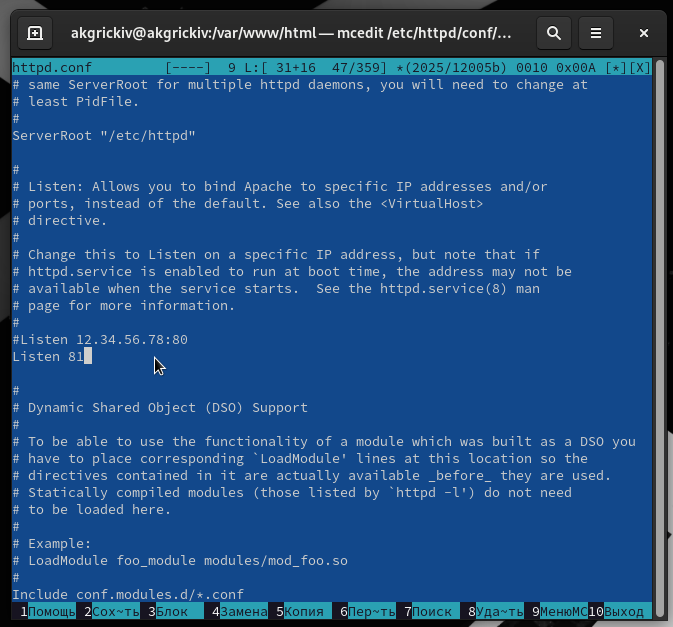 akgrickiv@akgrickiv:/var/www/html — mcedit /etc/httpd/conf/…
httpd.conf [----] 9 L:[ 31+16 47/359] *(2025/12005b) 0010 0x00A [*][X]
# same ServerRoot for multiple httpd daemons, you will need to change at
# least PidFile.
#
ServerRoot "/etc/httpd"
#
# Listen: Allows you to bind Apache to specific IP addresses and/or
# ports, instead of the default. See also the <VirtualHost>
# directive.
#
# Change this to Listen on a specific IP address, but note that if
# httpd.service is enabled to run at boot time, the address may not be
# available when the service starts.  See the httpd.service(8) man
# page for more information.
#
#Listen 12.34.56.78:80
Listen 81
#
# Dynamic Shared Object (DSO) Support
#
# To be able to use the functionality of a module which was built as a DSO you
# have to place corresponding `LoadModule' lines at this location so the
# directives contained in it are actually available _before_ they are used.
# Statically compiled modules (those listed by `httpd -l') do not need
# to be loaded here.
#
# Example:
# LoadModule foo_module modules/mod_foo.so
#
Include conf.modules.d/*.conf
1Помощь 2Сох~ть 3Блок 4Замена 5Копия 6Пер~ть 7Поиск 8Уда~ть 9МенюМС 10Выход